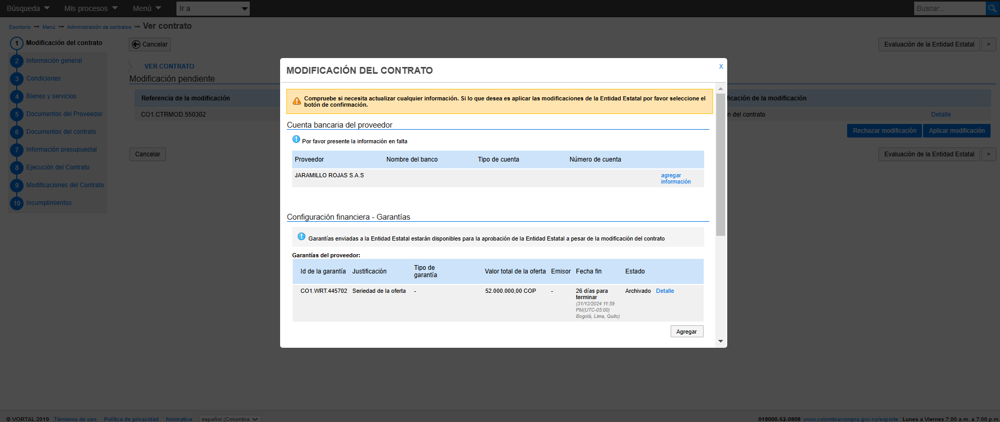 Búsqueda Mis procesos Menú Ir a Buscar...
Escritorio → Menú → Administración de contratos → Ver contrato
1 Modificación del contrato
2 Información general
3 Condiciones
4 Bienes y servicios
5 Documentos del Proveedor
6 Documentos del contrato
7 Información presupuestal
8 Ejecución del Contrato
9 Modificaciones del Contrato
10 Incumplimientos
Cancelar Evaluación de la Entidad Estatal >
VER CONTRATO
Modificación pendiente
Referencia de la modificación ficación de la modificación
CO1.CTRMOD.550302 n del contrato Detalle
Rechazar modificación Aplicar modificación
Cancelar Evaluación de la Entidad Estatal >
MODIFICACIÓN DEL CONTRATO x
Compruebe si necesita actualizar cualquier información. Si lo que desea es aplicar las modificaciones de la Entidad Estatal por favor seleccione el
botón de confirmación.
Cuenta bancaria del proveedor
Por favor presente la información en falta
Proveedor Nombre del banco Tipo de cuenta Número de cuenta
JARAMILLO ROJAS S.A.S agregar
información
Configuración financiera - Garantías
Garantías enviadas a la Entidad Estatal estarán disponibles para la aprobación de la Entidad Estatal a pesar de la modificación del contrato
Garantías del proveedor:
Id de la garantía Justificación Tipo de
garantía Valor total de la oferta Emisor Fecha fin Estado
CO1.WRT.445702 Seriedad de la oferta - 52.000.000,00 COP - 26 días para
terminar Archivado Detalle
(31/12/2024 11:59
PM(UTC-05:00)
Bogotá, Lima, Quito)
Agregar
© VORTAL 2019 Términos de uso Política de privacidad Normativa español (Colombia 018000-52-0808 www.colombiacompra.gov.co/soporte Lunes a Viernes 7:00 a.m. a 7:00 p.m.